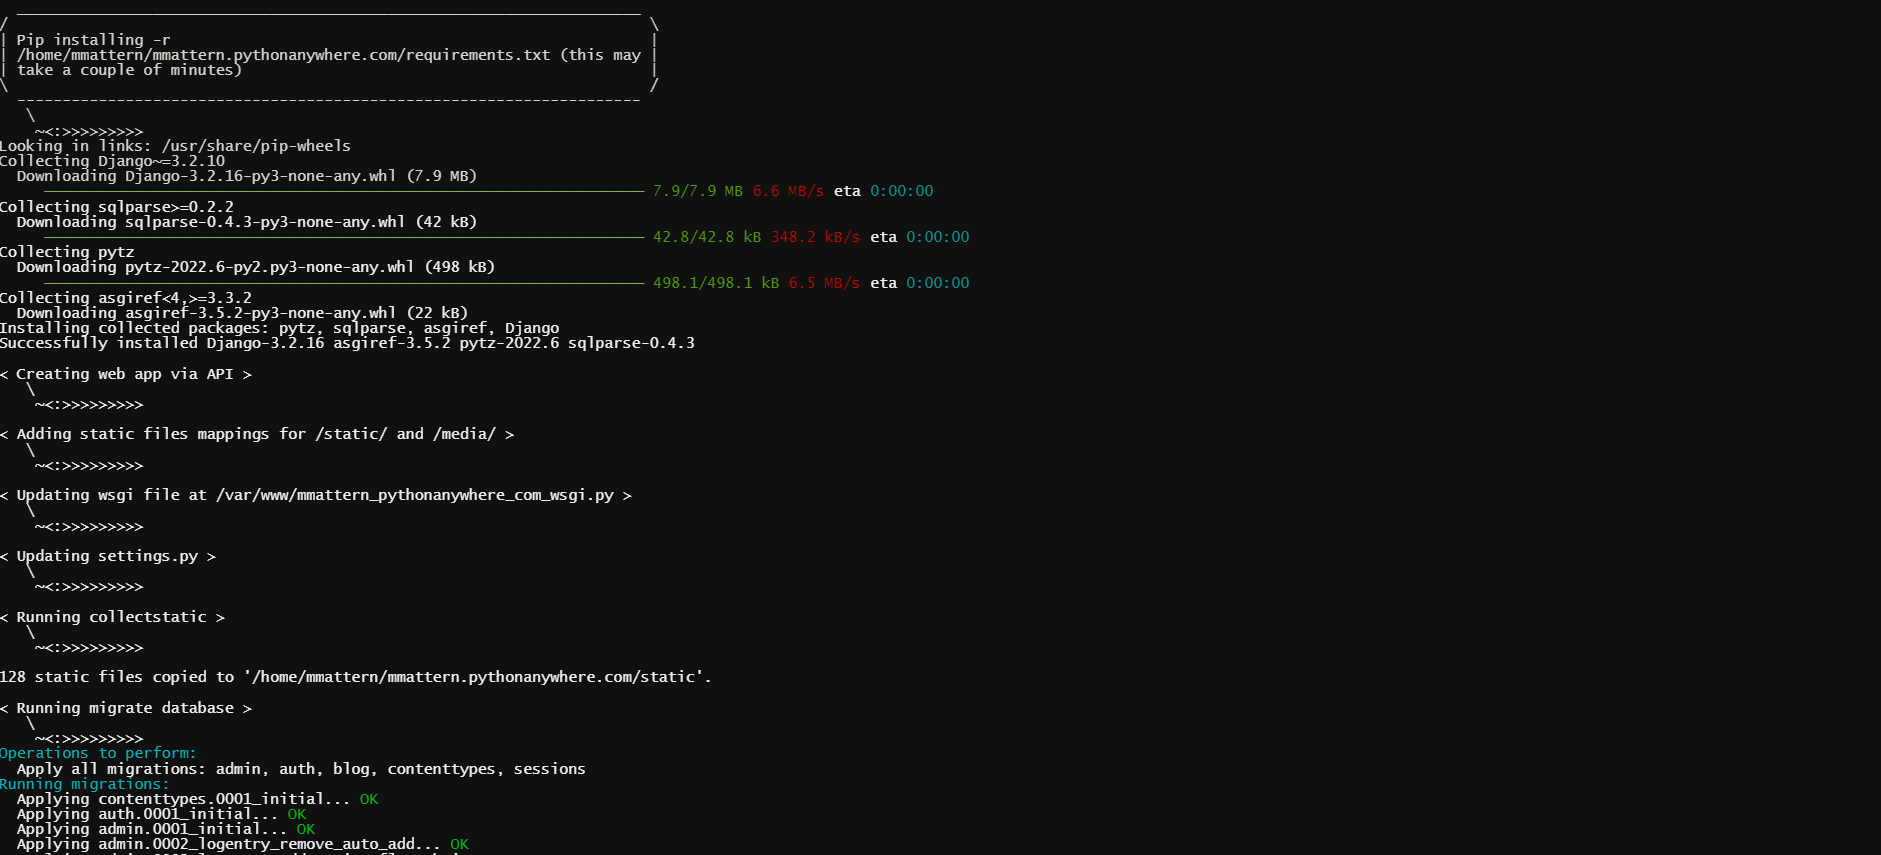 _____________________________________________________________________
/                                                                       \
| Pip installing -r                                                     |
| /home/mmattern/mmattern.pythonanywhere.com/requirements.txt (this may |
| take a couple of minutes)                                             |
\                                                                       /
  ---------------------------------------------------------------------
   \
    ~<:>>>>>>>>>
Looking in links: /usr/share/pip-wheels
Collecting Django~=3.2.10
  Downloading Django-3.2.16-py3-none-any.whl (7.9 MB)
7.9/7.9 MB 6.6 MB/s eta 0:00:00
Collecting sqlparse>=0.2.2
  Downloading sqlparse-0.4.3-py3-none-any.whl (42 kB)
42.8/42.8 kB 348.2 kB/s eta 0:00:00
Collecting pytz
  Downloading pytz-2022.6-py2.py3-none-any.whl (498 kB)
498.1/498.1 kB 6.5 MB/s eta 0:00:00
Collecting asgiref<4,>=3.3.2
  Downloading asgiref-3.5.2-py3-none-any.whl (22 kB)
Installing collected packages: pytz, sqlparse, asgiref, Django
Successfully installed Django-3.2.16 asgiref-3.5.2 pytz-2022.6 sqlparse-0.4.3
< Creating web app via API >
   \
    ~<:>>>>>>>>>
< Adding static files mappings for /static/ and /media/ >
   \
    ~<:>>>>>>>>>
< Updating wsgi file at /var/www/mmattern_pythonanywhere_com_wsgi.py >
   \
    ~<:>>>>>>>>>
< Updating settings.py >
   \
    ~<:>>>>>>>>>
< Running collectstatic >
   \
    ~<:>>>>>>>>>
128 static files copied to '/home/mmattern/mmattern.pythonanywhere.com/static'.
< Running migrate database >
   \
    ~<:>>>>>>>>>
Operations to perform:
  Apply all migrations: admin, auth, blog, contenttypes, sessions
Running migrations:
  Applying contenttypes.0001_initial... OK
  Applying auth.0001_initial... OK
  Applying admin.0001_initial... OK
  Applying admin.0002_logentry_remove_auto_add... OK